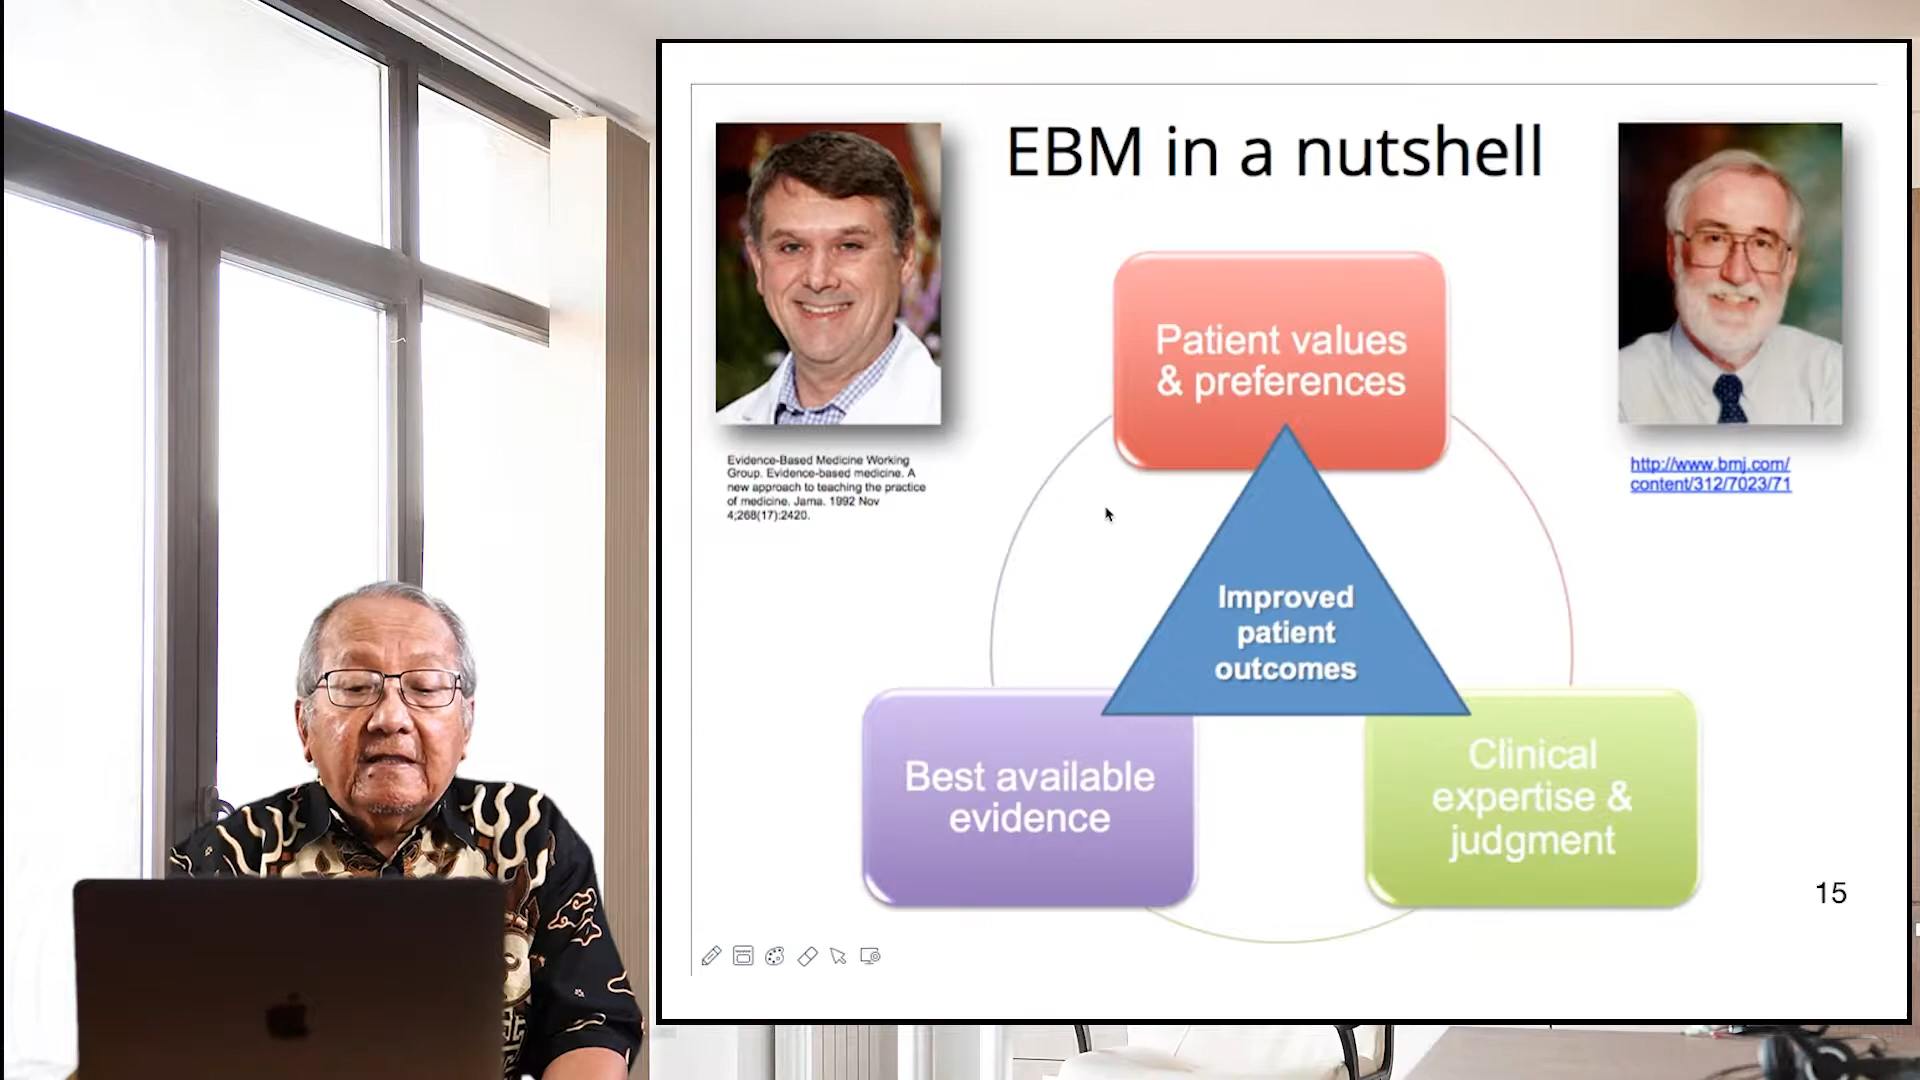 EBM in a nutshell
Evidence-Based Medicine Working
Group. Evidence-based medicine. A
new approach to teaching the practice
of medicine. Jama. 1992 Nov
4;268(17):2420.
http://www.bmj.com/
content/312/7023/71
Patient values
& preferences
Improved
patient
outcomes
Best available
evidence
Clinical
expertise &
judgment
15